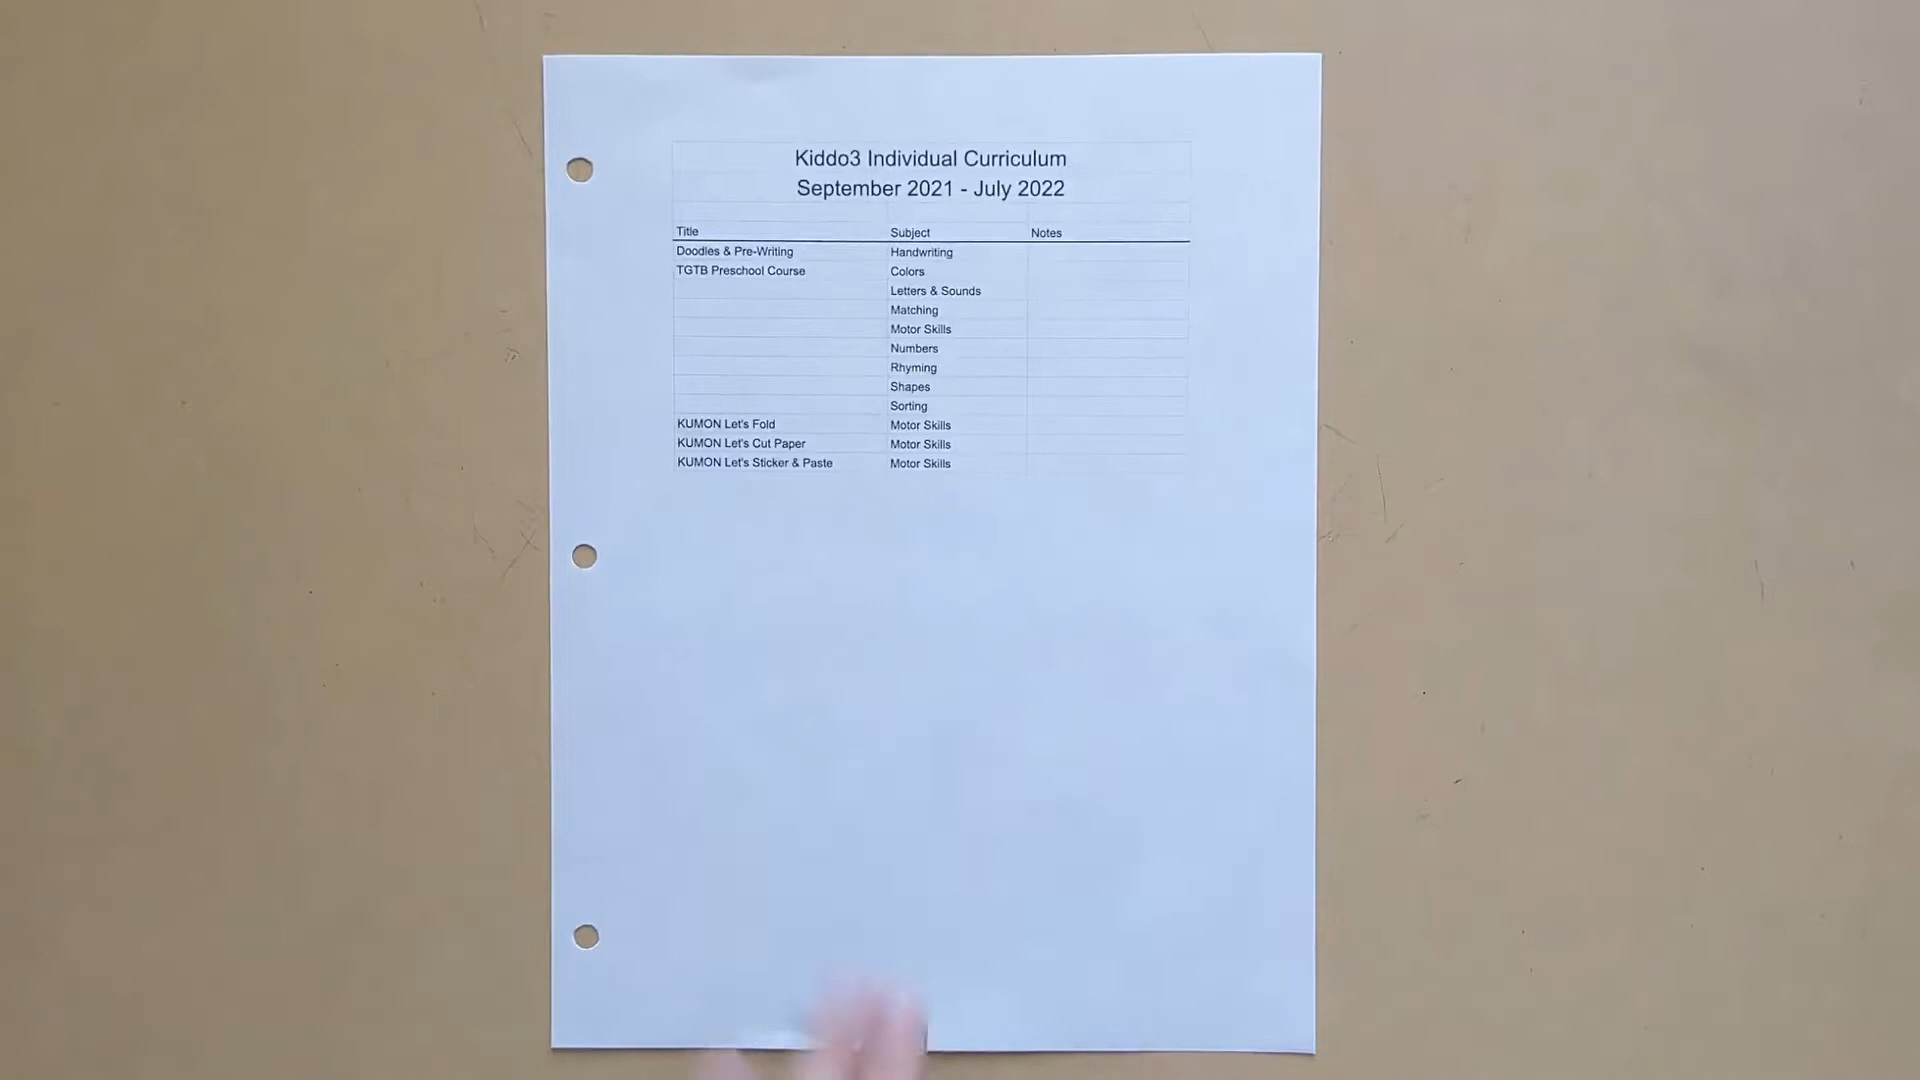 Kiddo3 Individual Curriculum
September 2021 - July 2022
Title Subject Notes
Doodles & Pre-Writing Handwriting
TGTB Preschool Course Colors
Letters & Sounds
Matching
Motor Skills
Numbers
Rhyming
Shapes
Sorting
KUMON Let's Fold Motor Skills
KUMON Let's Cut Paper Motor Skills
KUMON Let's Sticker & Paste Motor Skills